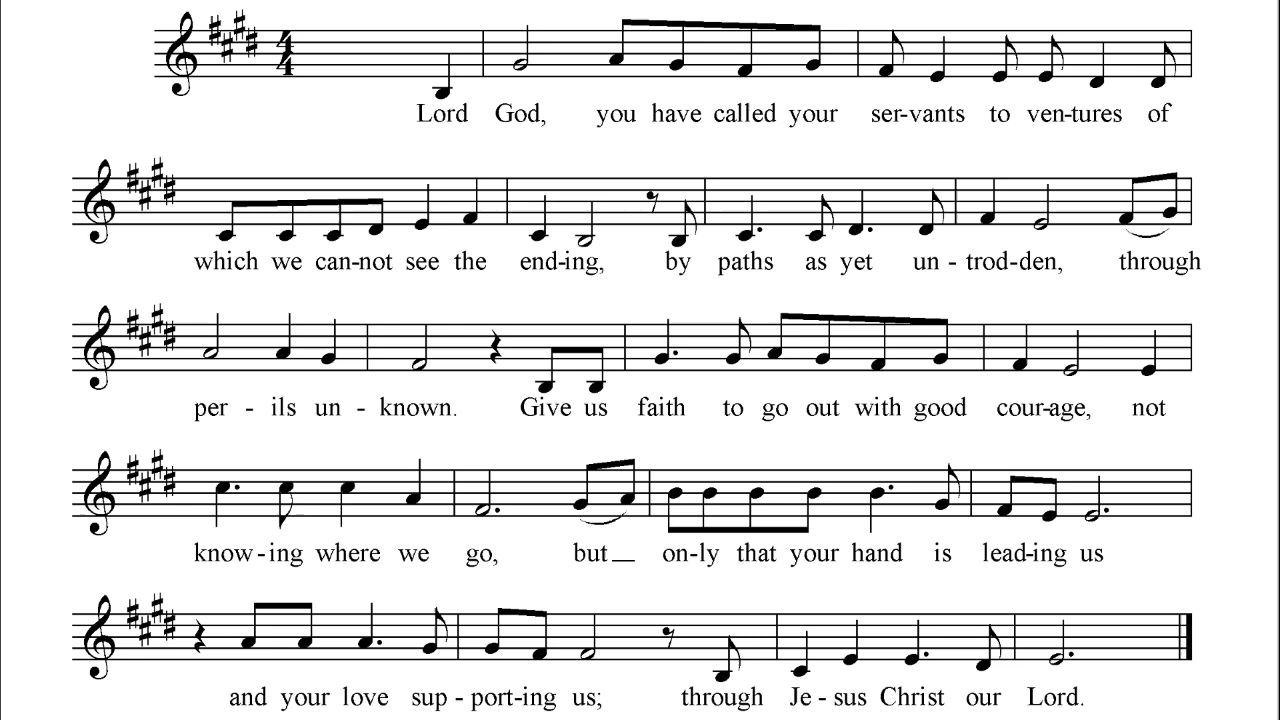 4
4
Lord God, you have called your ser-vants to ven-tures of
which we can-not see the end-ing, by paths as yet un - trod-den, through
per - ils un - known. Give us faith to go out with good cour-age, not
know-ing where we go, but on-ly that your hand is lead-ing us
and your love sup - port-ing us; through Je - sus Christ our Lord.